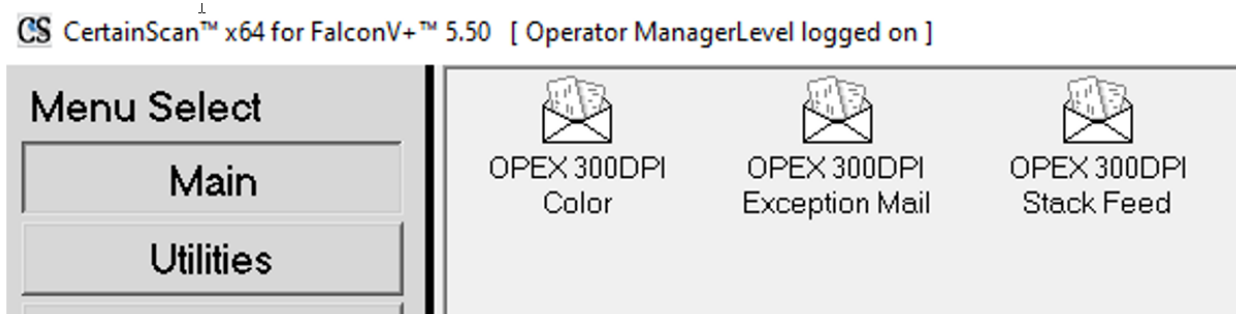 CS CertainScan™ x64 for FalconV+™ 5.50 [ Operator ManagerLevel logged on ]
Menu Select
Main
Utilities
OPEX 300DPI
Color
OPEX 300DPI
Exception Mail
OPEX 300DPI
Stack Feed